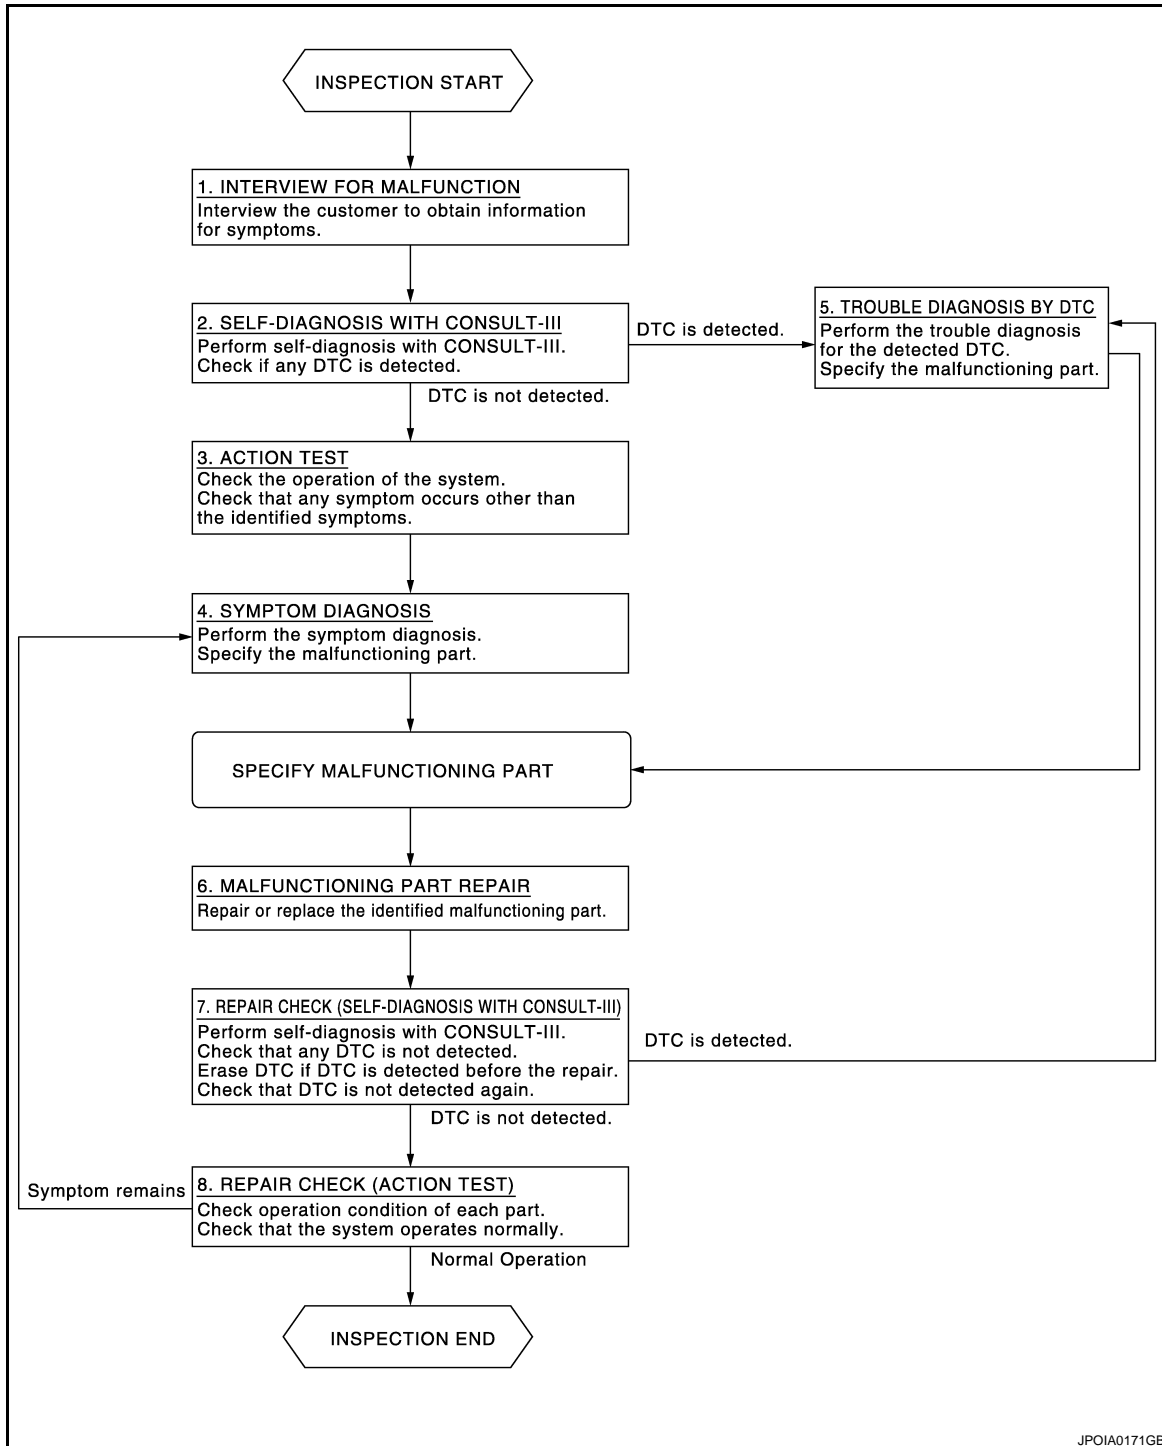 INSPECTION START
1. INTERVIEW FOR MALFUNCTION
Interview the customer to obtain information
for symptoms.
2. SELF-DIAGNOSIS WITH CONSULT-III
Perform self-diagnosis with CONSULT-III.
Check if any DTC is detected.
DTC is detected.
5. TROUBLE DIAGNOSIS BY DTC
Perform the trouble diagnosis
for the detected DTC.
Specify the malfunctioning part.
DTC is not detected.
3. ACTION TEST
Check the operation of the system.
Check that any symptom occurs other than
the identified symptoms.
4. SYMPTOM DIAGNOSIS
Perform the symptom diagnosis.
Specify the malfunctioning part.
SPECIFY MALFUNCTIONING PART
6. MALFUNCTIONING PART REPAIR
Repair or replace the identified malfunctioning part.
7. REPAIR CHECK (SELF-DIAGNOSIS WITH CONSULT-III)
Perform self-diagnosis with CONSULT-III.
Check that any DTC is not detected.
Erase DTC if DTC is detected before the repair.
Check that DTC is not detected again.
DTC is detected.
DTC is not detected.
Symptom remains
8. REPAIR CHECK (ACTION TEST)
Check operation condition of each part.
Check that the system operates normally.
Normal Operation
INSPECTION END
JPOIA0171GB